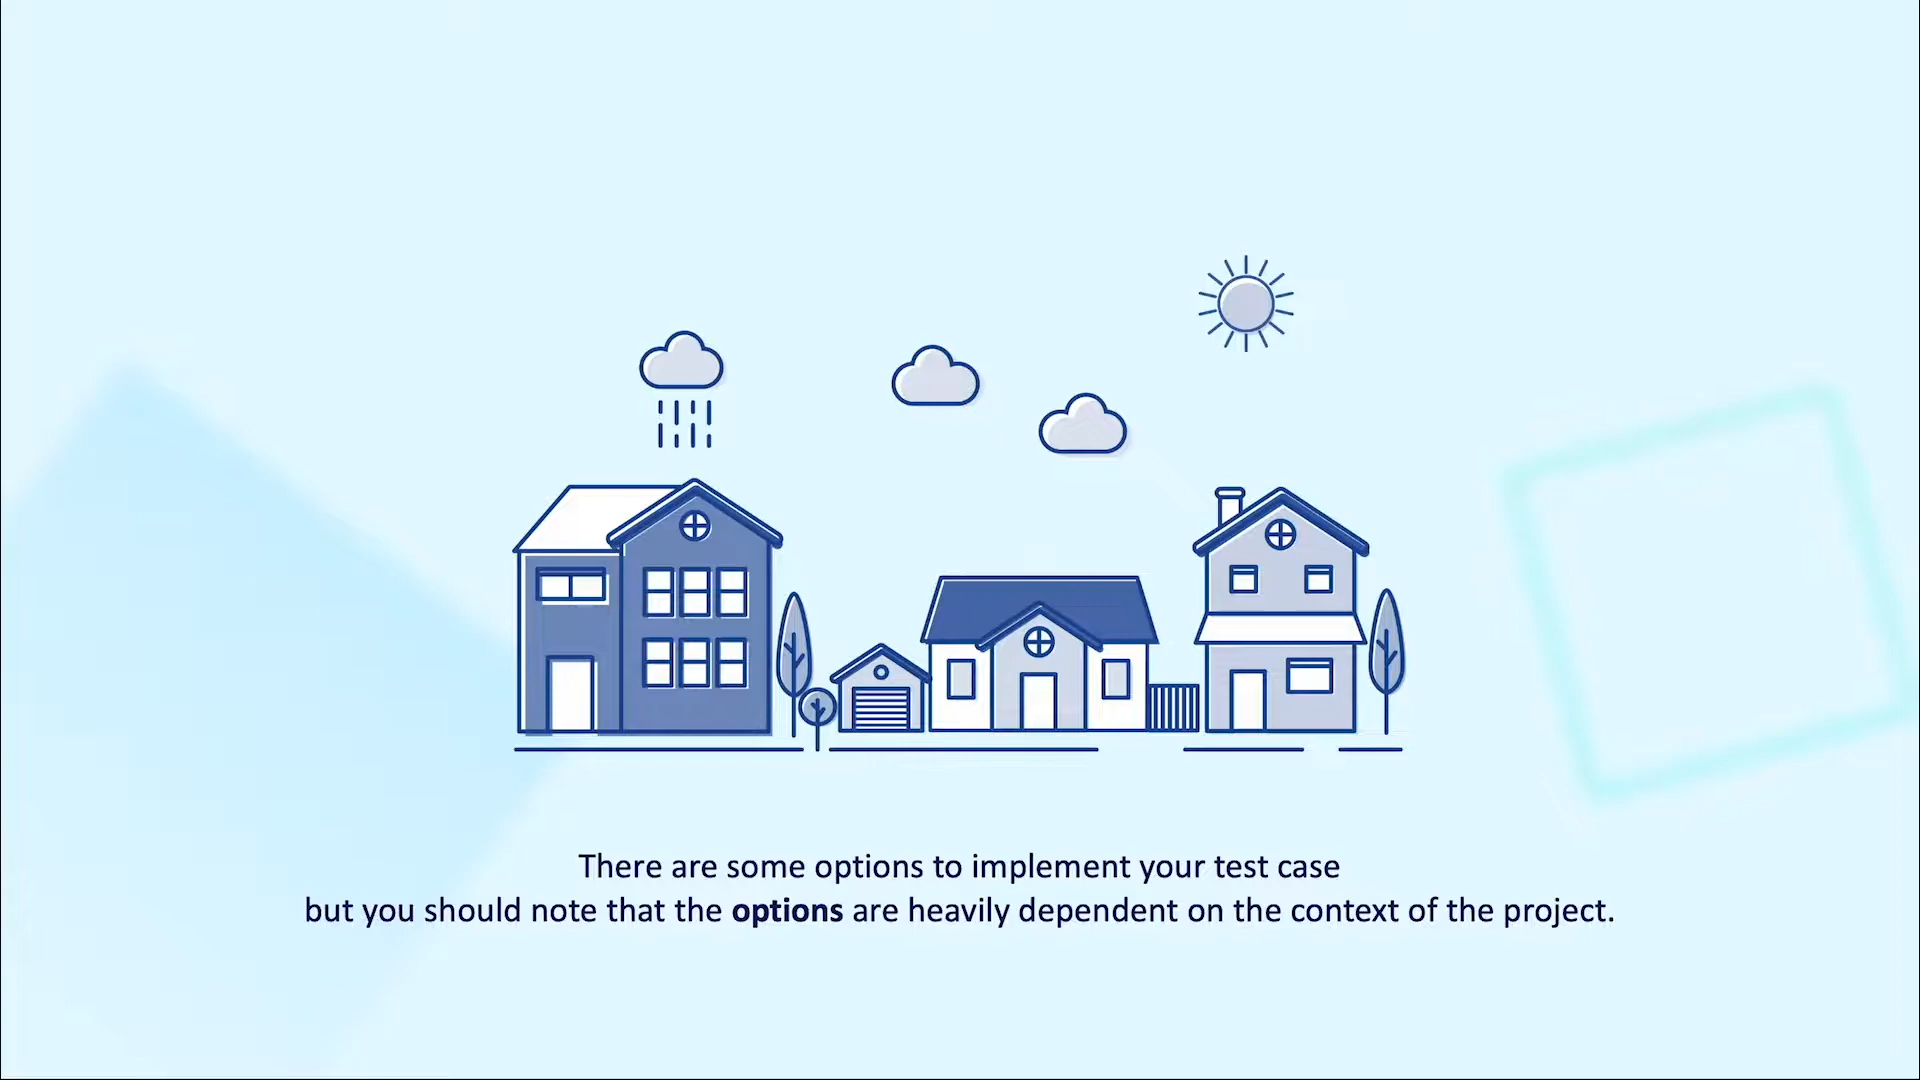 There are some options to implement your test case
but you should note that the options are heavily dependent on the context of the project.